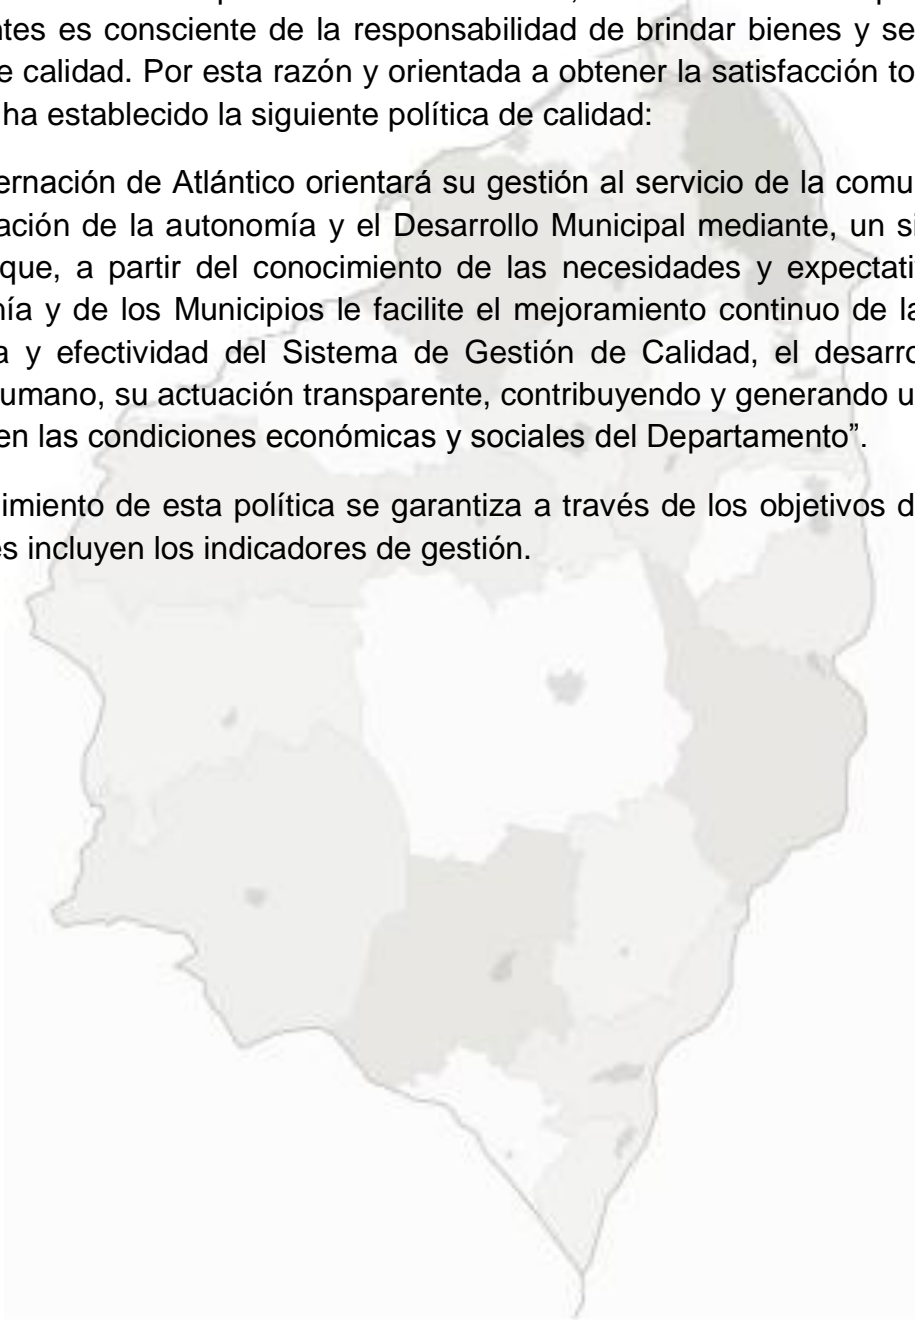 ntes es consciente de la responsabilidad de brindar bienes y se
e calidad. Por esta razón y orientada a obtener la satisfacción to
ha establecido la siguiente política de calidad:
ernación de Atlántico orientará su gestión al servicio de la comu
ación de la autonomía y el Desarrollo Municipal mediante, un si
que, a partir del conocimiento de las necesidades y expectati
ía y de los Municipios le facilite el mejoramiento continuo de la
a y efectividad del Sistema de Gestión de Calidad, el desarro
umano, su actuación transparente, contribuyendo y generando u
en las condiciones económicas y sociales del Departamento”.
imiento de esta política se garantiza a través de los objetivos d
es incluyen los indicadores de gestión.